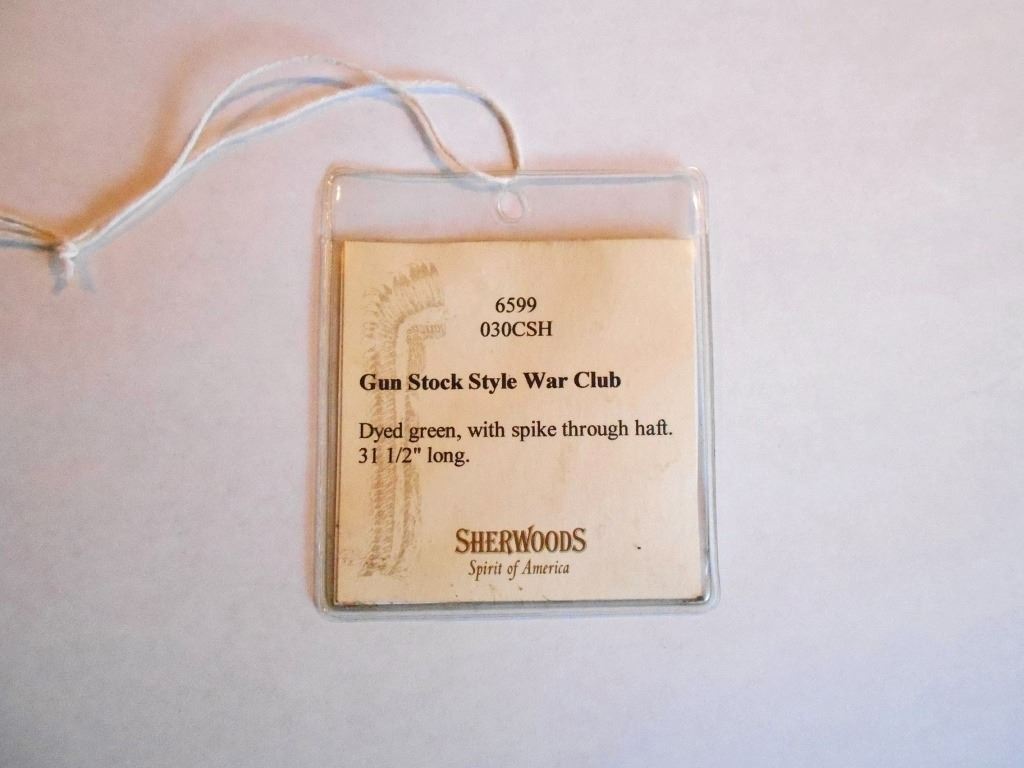 6599
030CSH
Gun Stock Style War Club
Dyed green, with spike through haft.
31 1/2" long.
SHERWOODS
Spirit of America